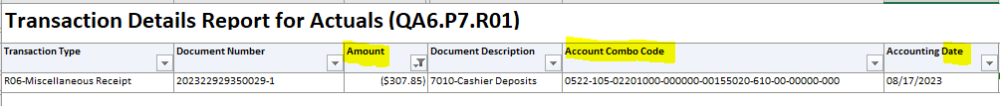 Transaction Details Report for Actuals (QA6.P7.R01)
Transaction Type Document Number Amount Document Description Account Combo Code Accounting Date
R06-Miscellaneous Receipt 202322929350029-1 ($307.85) 7010-Cashier Deposits 0522-105-02201000-000000-00155020-610-00-00000-000 08/17/2023